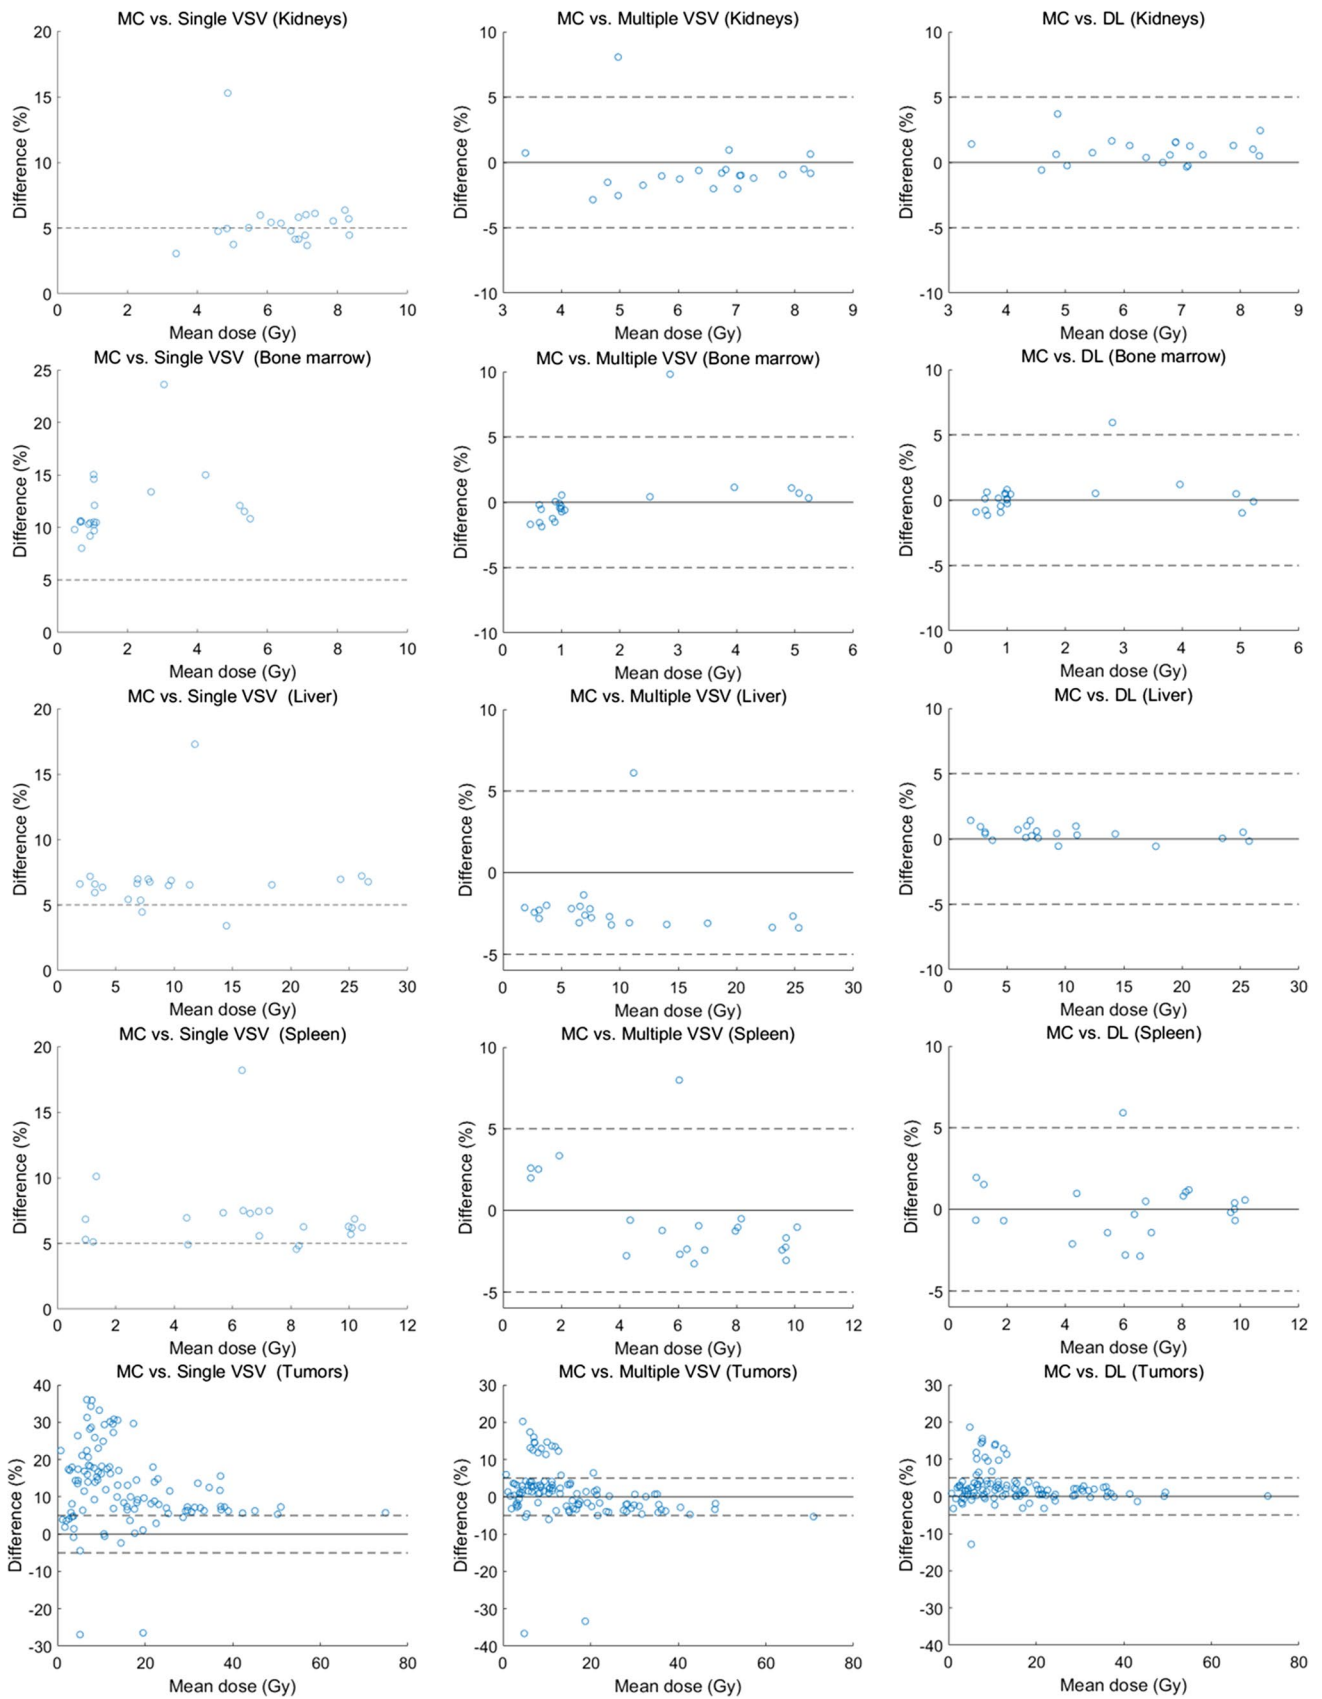 MC vs. Single VSV (Kidneys)
20
15
10
5
0
Difference (%)
0 2 4 6 8 10
Mean dose (Gy)
MC vs. Multiple VSV (Kidneys)
10
5
0
-5
-10
Difference (%)
3 4 5 6 7 8 9
Mean dose (Gy)
MC vs. DL (Kidneys)
10
5
0
-5
-10
Difference (%)
3 4 5 6 7 8 9
Mean dose (Gy)
MC vs. Single VSV (Bone marrow)
25
20
15
10
5
0
Difference (%)
0 2 4 6 8 10
Mean dose (Gy)
MC vs. Multiple VSV (Bone marrow)
10
5
0
-5
-10
Difference (%)
0 1 2 3 4 5 6
Mean dose (Gy)
MC vs. DL (Bone marrow)
10
5
0
-5
-10
Difference (%)
0 1 2 3 4 5 6
Mean dose (Gy)
MC vs. Single VSV (Liver)
20
15
10
5
0
Difference (%)
0 5 10 15 20 25 30
Mean dose (Gy)
MC vs. Multiple VSV (Liver)
10
5
0
-5
Difference (%)
0 5 10 15 20 25 30
Mean dose (Gy)
MC vs. DL (Liver)
10
5
0
-5
-10
Difference (%)
0 5 10 15 20 25 30
Mean dose (Gy)
MC vs. Single VSV (Spleen)
20
15
10
5
0
Difference (%)
0 2 4 6 8 10 12
Mean dose (Gy)
MC vs. Multiple VSV (Spleen)
10
5
0
-5
Difference (%)
0 2 4 6 8 10 12
Mean dose (Gy)
MC vs. DL (Spleen)
10
5
0
-5
Difference (%)
0 2 4 6 8 10 12
Mean dose (Gy)
MC vs. Single VSV (Tumors)
40
30
20
10
5
0
-10
-20
-30
Difference (%)
0 20 40 60 80
Mean dose (Gy)
MC vs. Multiple VSV (Tumors)
30
20
10
5
0
-5
-10
-20
-30
-40
Difference (%)
0 20 40 60 80
Mean dose (Gy)
MC vs. DL (Tumors)
30
20
10
5
0
-5
-10
-20
-30
-40
Difference (%)
0 20 40 60 80
Mean dose (Gy)